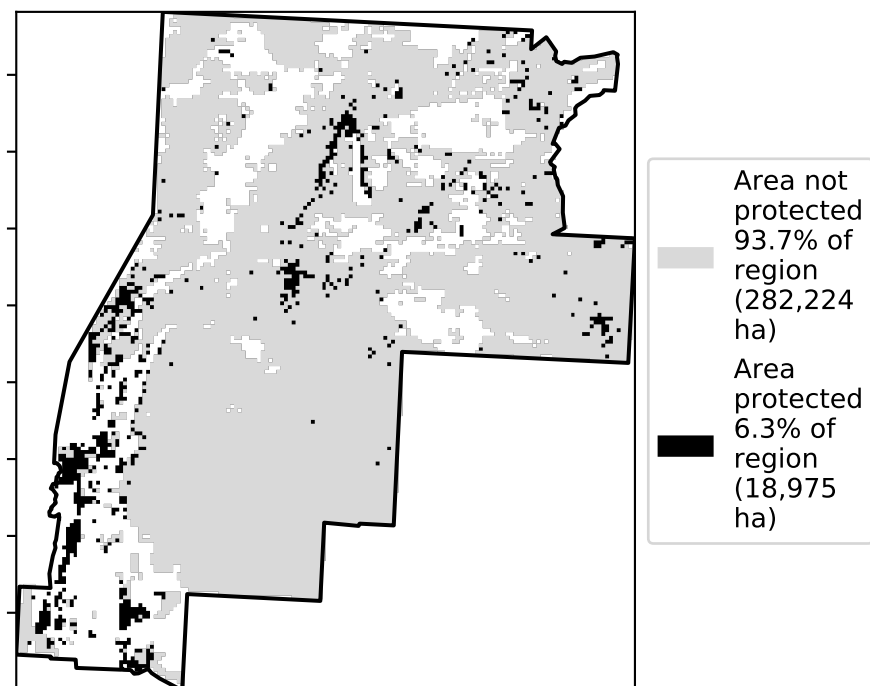 Area not
protected
93.7% of
region
(282,224
ha)
Area
protected
6.3% of
region
(18,975
ha)